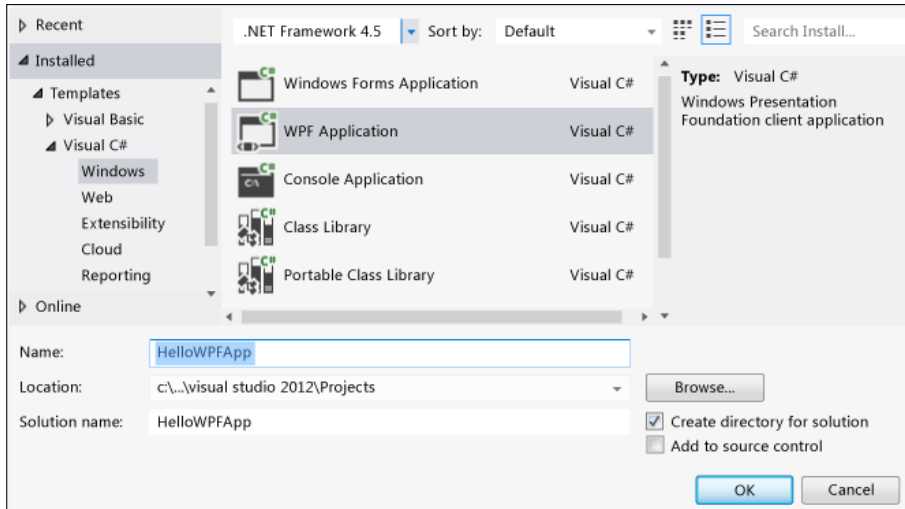 Recent
.NET Framework 4.5 Sort by: Default Search Install...
Installed
Templates
Visual Basic
Visual C#
Windows
Web
Extensibility
Cloud
Reporting
Online
Windows Forms Application Visual C#
WPF Application Visual C#
Console Application Visual C#
Class Library Visual C#
Portable Class Library Visual C#
Type: Visual C#
Windows Presentation
Foundation client application
Name: HelloWPFApp
Location: c:\...\visual studio 2012\Projects Browse...
Solution name: HelloWPFApp
Create directory for solution
Add to source control
OK Cancel